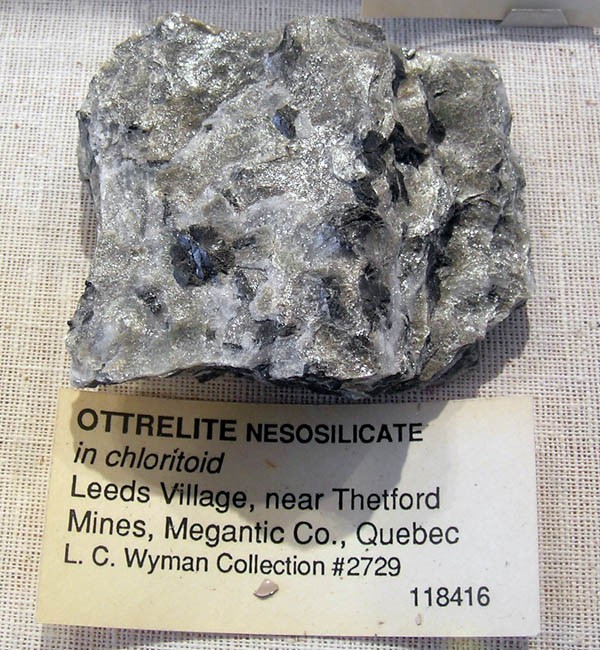 OTTRELITE NESOSILICATE
in chloritoid
Leeds Village, near Thetford
Mines, Megantic Co., Quebec
L. C. Wyman Collection #2729
118416